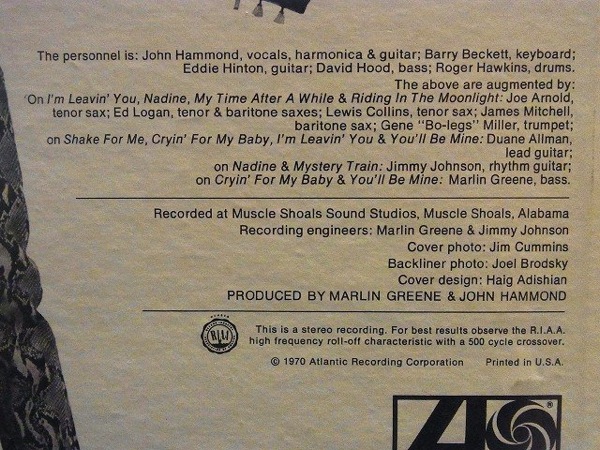 The personnel is: John Hammond, vocals, harmonica & guitar; Barry Beckett, keyboard;
Eddie Hinton, guitar; David Hood, bass; Roger Hawkins, drums.
The above are augmented by:
'On I'm Leavin' You, Nadine, My Time After A While & Riding In The Moonlight: Joe Arnold,
tenor sax; Ed Logan, tenor & baritone saxes; Lewis Collins, tenor sax; James Mitchell,
baritone sax; Gene "Bo-legs" Miller, trumpet;
on Shake For Me, Cryin' For My Baby, I'm Leavin' You & You'll Be Mine: Duane Allman,
lead guitar;
on Nadine & Mystery Train: Jimmy Johnson, rhythm guitar;
on Cryin' For My Baby & You'll Be Mine: Marlin Greene, bass.
Recorded at Muscle Shoals Sound Studios, Muscle Shoals, Alabama
Recording engineers: Marlin Greene & Jimmy Johnson
Cover photo: Jim Cummins
Backliner photo: Joel Brodsky
Cover design: Haig Adishian
PRODUCED BY MARLIN GREENE & JOHN HAMMOND
This is a stereo recording. For best results observe the R.I.A.A.
high frequency roll-off characteristic with a 500 cycle crossover.
© 1970 Atlantic Recording Corporation Printed in U.S.A.
®